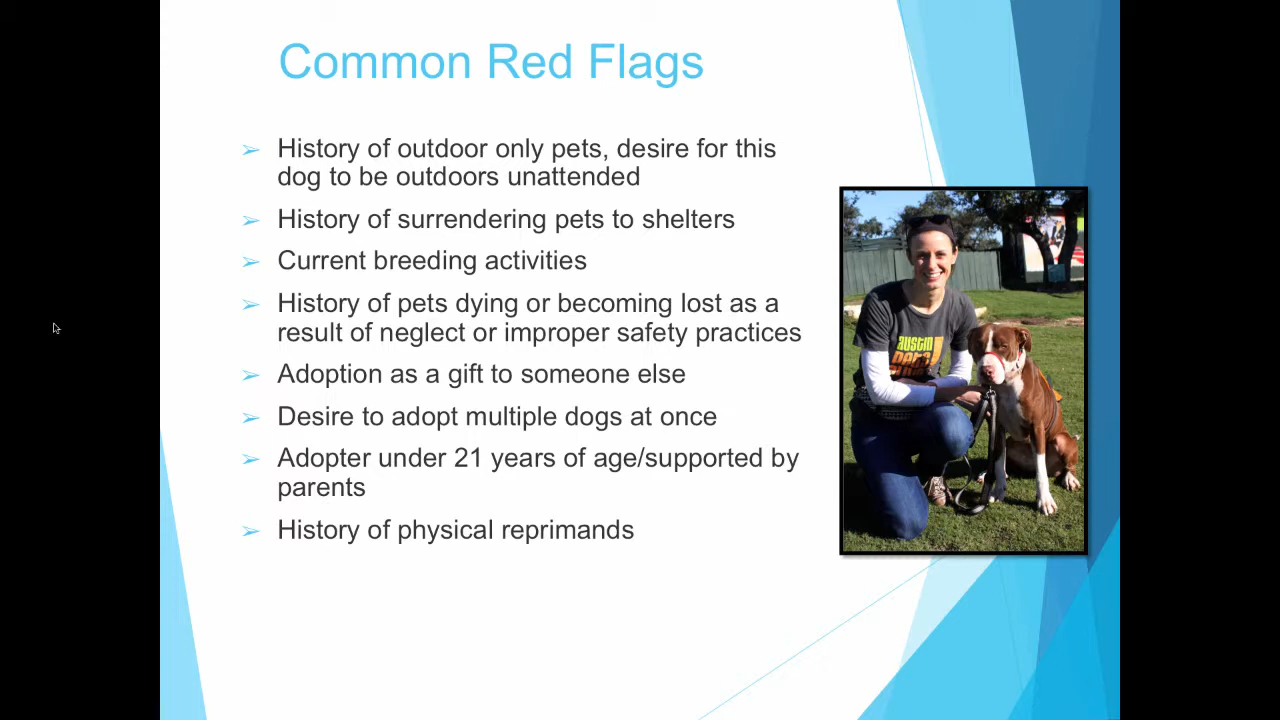 Common Red Flags
➢ History of outdoor only pets, desire for this
dog to be outdoors unattended
➢ History of surrendering pets to shelters
➢ Current breeding activities
➢ History of pets dying or becoming lost as a
result of neglect or improper safety practices
➢ Adoption as a gift to someone else
➢ Desire to adopt multiple dogs at once
➢ Adopter under 21 years of age/supported by
parents
➢ History of physical reprimands
AUSTIN